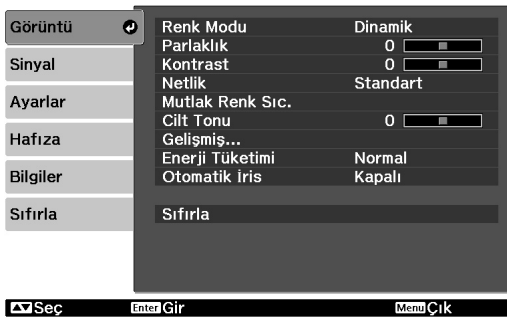 Görüntü
Sinyal
Ayarlar
Hafıza
Bilgiler
Sıfırla
Renk Modu Dinamik
Parlaklık 0
Kontrast 0
Netlik Standart
Mutlak Renk Sıc.
Cilt Tonu 0
Gelişmiş...
Enerji Tüketimi Normal
Otomatik İris Kapalı
Sıfırla
Seç Enter Gir Menu Çık